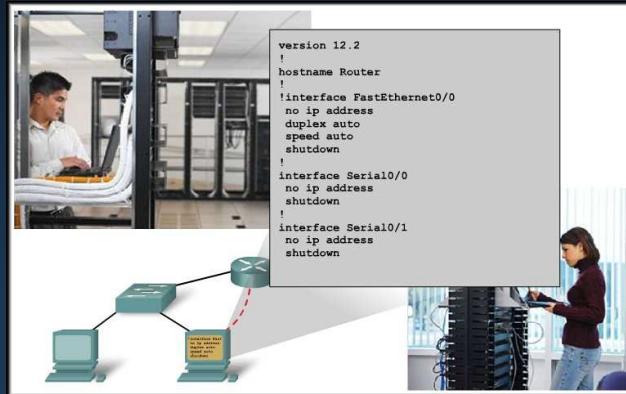 version 12.2
!
hostname Router
!
!interface FastEthernet0/0
 no ip address
 duplex auto
 speed auto
 shutdown
!
interface Serial0/0
 no ip address
 shutdown
!
interface Serial0/1
 no ip address
 shutdown